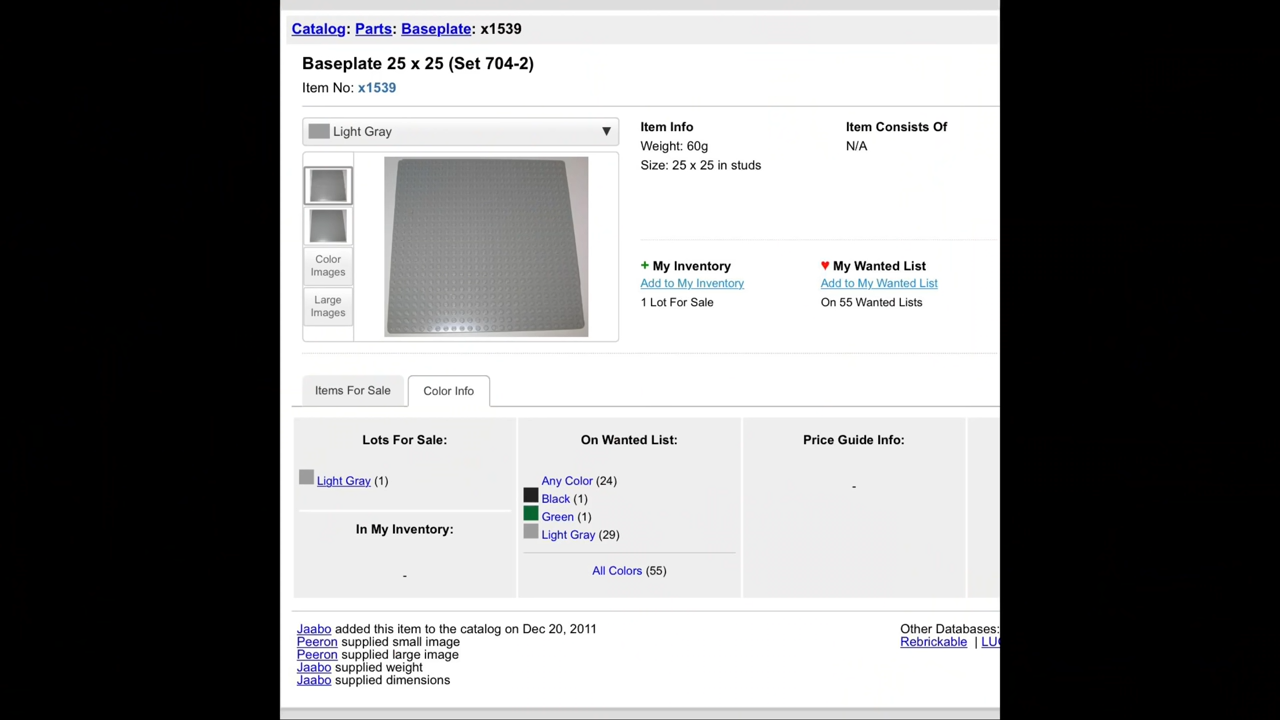 Catalog: Parts: Baseplate: x1539
Baseplate 25 x 25 (Set 704-2)
Item No: x1539
Light Gray ▼
Color
Images
Large
Images
Item Info
Weight: 60g
Size: 25 x 25 in studs
Item Consists Of
N/A
+ My Inventory
Add to My Inventory
1 Lot For Sale
♥ My Wanted List
Add to My Wanted List
On 55 Wanted Lists
Items For Sale
Color Info
Lots For Sale:
Light Gray (1)
In My Inventory:
-
On Wanted List:
Any Color (24)
Black (1)
Green (1)
Light Gray (29)
All Colors (55)
Price Guide Info:
-
Jaabo added this item to the catalog on Dec 20, 2011
Peeron supplied small image
Peeron supplied large image
Jaabo supplied weight
Jaabo supplied dimensions
Other Databases:
Rebrickable |